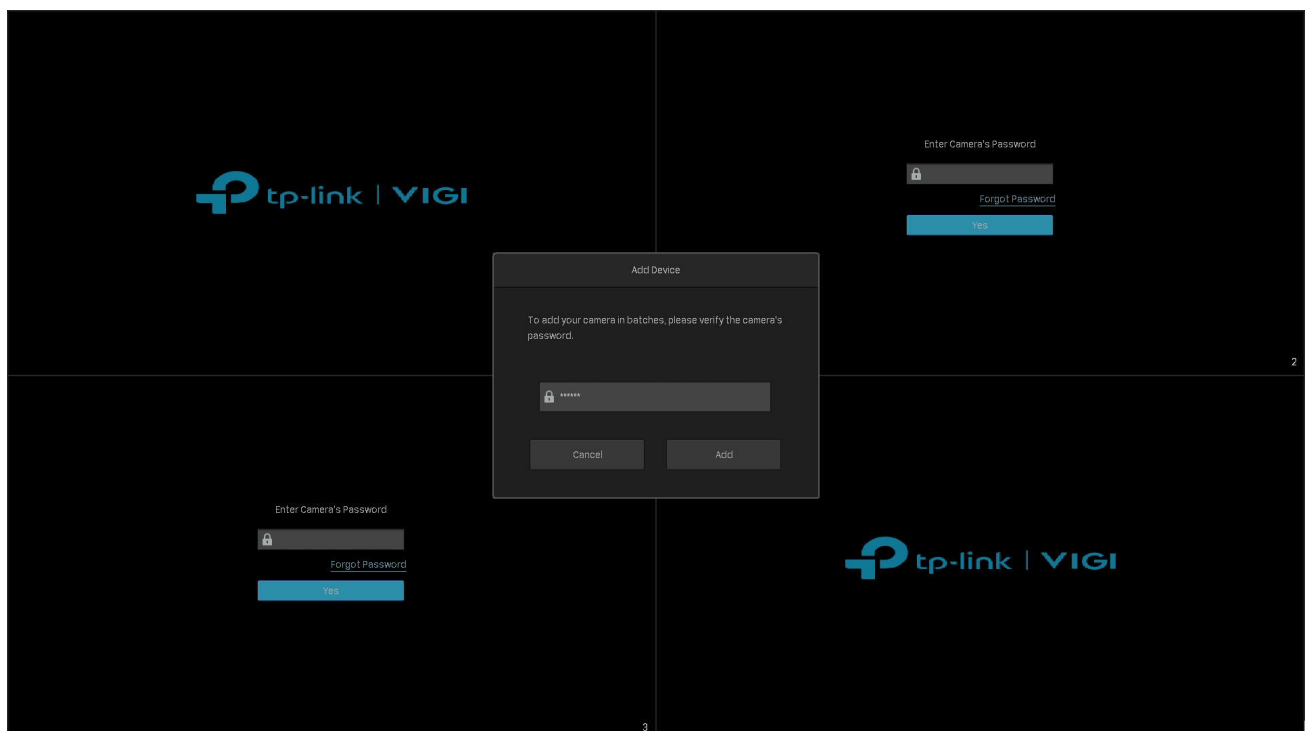 tp-link | VIGI
Enter Camera's Password
Forgot Password
Yes
2
Add Device
To add your camera in batches, please verify the camera's
password.
******
Cancel
Add
Enter Camera's Password
Forgot Password
Yes
3
tp-link | VIGI